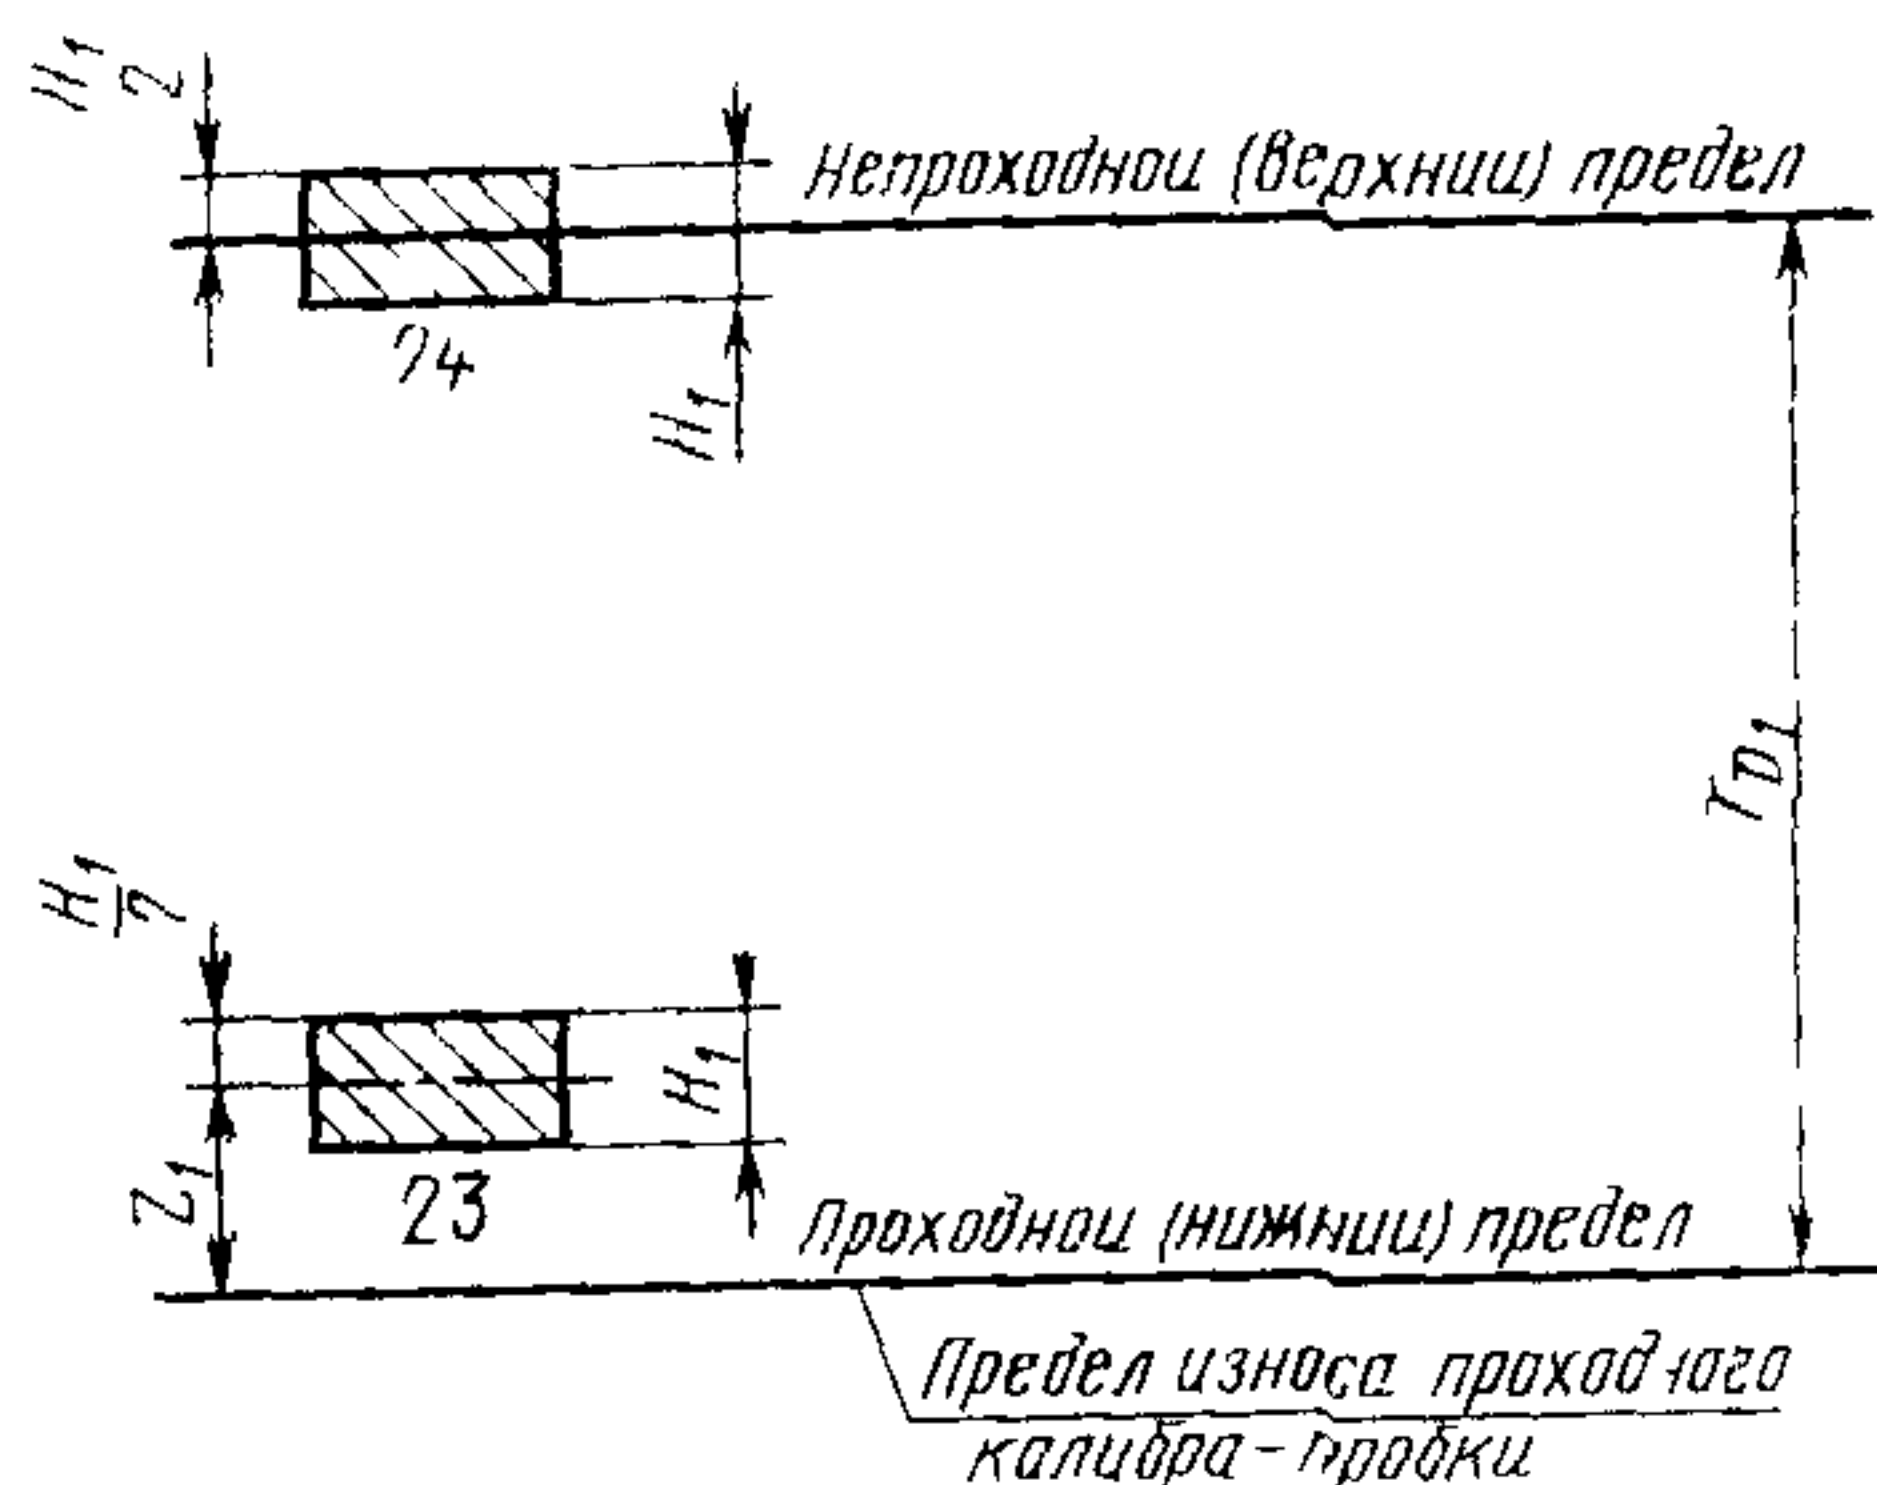 H1
2
Непроходной (верхний) предел
24
H1
TD1
H1
2
H1
Z1
23
Проходной (нижний) предел
Предел износа проходного
калибра-пробки